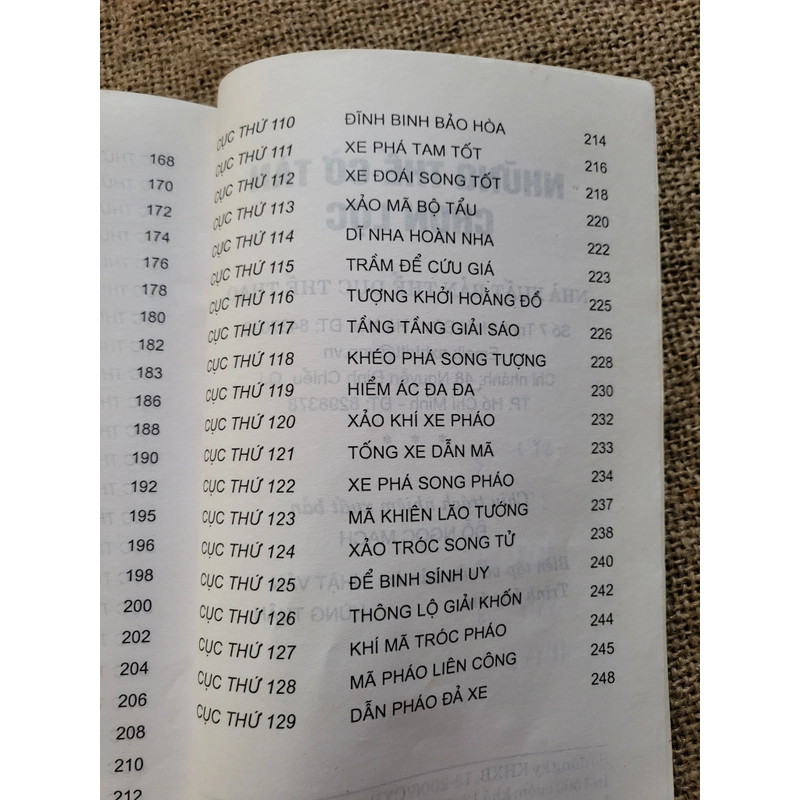 168
170
172
174
176
178
180
182
183
186
188
190
192
195
196
198
200
202
204
206
208
210
212
CỤC THỨ 110 ĐĨNH BINH BẢO HÒA 214
CỤC THỨ 111 XE PHÁ TAM TỐT 216
CỤC THỨ 112 XE ĐOÁI SONG TỐT 218
CỤC THỨ 113 XẢO MÃ BỘ TẨU 220
CỤC THỨ 114 DĨ NHA HOÀN NHA 222
CỤC THỨ 115 TRẦM ĐỂ CỨU GIÁ 223
CỤC THỨ 116 TƯỢNG KHỞI HOẰNG ĐỒ 225
CỤC THỨ 117 TẦNG TẦNG GIẢI SÁO 226
CỤC THỨ 118 KHÉO PHÁ SONG TƯỢNG 228
CỤC THỨ 119 HIỂM ÁC ĐA ĐA 230
CỤC THỨ 120 XẢO KHÍ XE PHÁO 232
CỤC THỨ 121 TỐNG XE DẪN MÃ 233
CỤC THỨ 122 XE PHÁ SONG PHÁO 234
CỤC THỨ 123 MÃ KHIÊN LÃO TƯỚNG 237
CỤC THỨ 124 XẢO TRÓC SONG TỬ 238
CỤC THỨ 125 ĐỂ BINH SÍNH UY 240
CỤC THỨ 126 THÔNG LỘ GIẢI KHỐN 242
CỤC THỨ 127 KHÍ MÃ TRÓC PHÁO 244
CỤC THỨ 128 MÃ PHÁO LIÊN CÔNG 245
CỤC THỨ 129 DẪN PHÁO ĐẢ XE 248